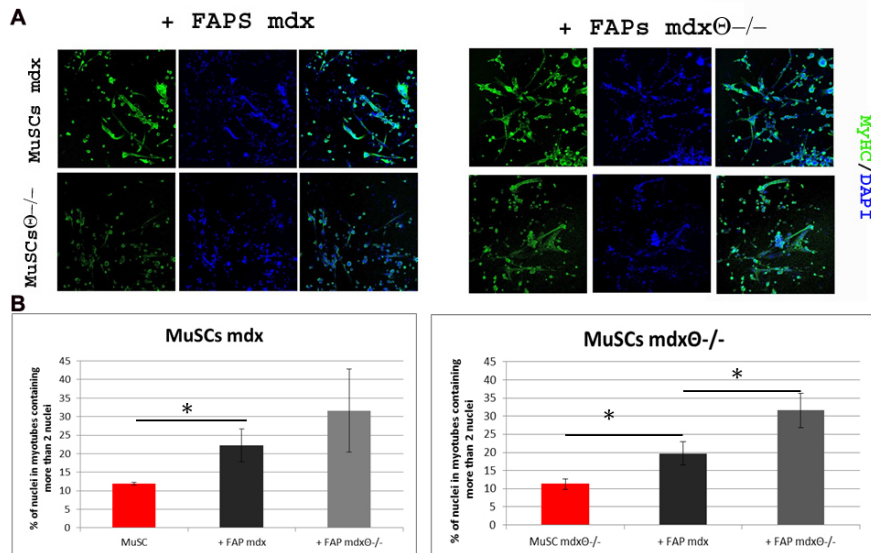 A
+ FAPS mdx
+ FAPs mdxΘ−/−
MuSCs mdx
MuSCsΘ−/−
MyHC/DAPI
B
MuSCs mdx
% of nuclei in myotubes containing
more than 2 nuclei
45
40
35
30
25
20
15
10
5
0
*
MuSC
+ FAP mdx
+ FAP mdxΘ-/-
MuSCs mdxΘ-/-
% of nuclei in myotubes containing
more than 2 nuclei
45
40
35
30
25
20
15
10
5
0
*
*
MuSC mdxΘ-/-
+ FAP mdx
+ FAP mdxΘ-/-